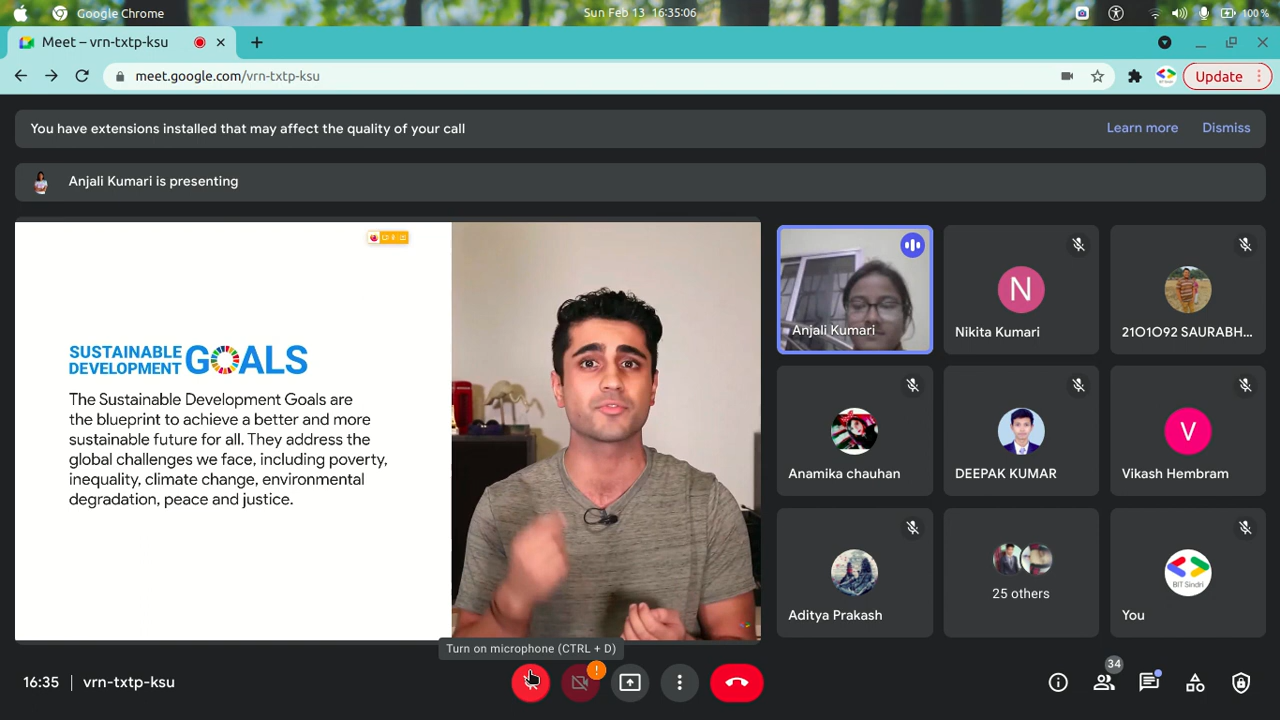 Google Chrome
Sun Feb 13 16:35:06
100 %
Meet – vrn-txtp-ksu
meet.google.com/vrn-txtp-ksu
Update
You have extensions installed that may affect the quality of your call
Learn more
Dismiss
Anjali Kumari is presenting
SUSTAINABLE
DEVELOPMENT
GOALS
The Sustainable Development Goals are
the blueprint to achieve a better and more
sustainable future for all. They address the
global challenges we face, including poverty,
inequality, climate change, environmental
degradation, peace and justice.
Anjali Kumari
N
Nikita Kumari
2101092 SAURABH...
Anamika chauhan
DEEPAK KUMAR
V
Vikash Hembram
Aditya Prakash
25 others
BIT Sindri
You
Turn on microphone (CTRL + D)
16:35
vrn-txtp-ksu
!
34